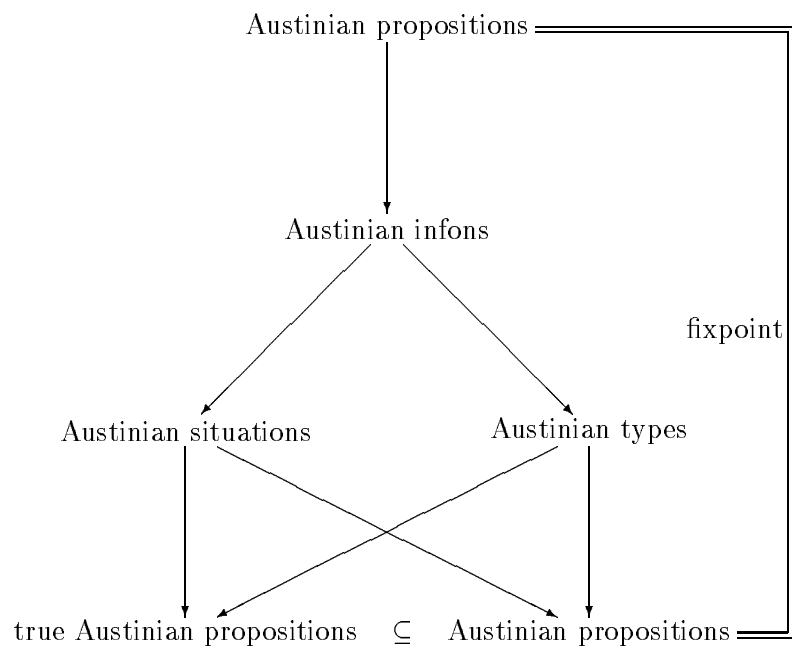 Austinian propositions
Austinian infons
fixpoint
Austinian situations Austinian types
true Austinian propositions ⊆ Austinian propositions